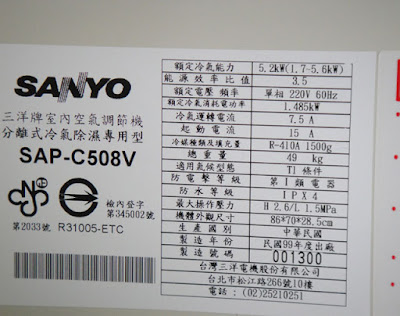 SANYO
三洋牌室內空氣調節機
分離式冷氣除濕專用型
SAP-C508V
檢內登字
第345002號
第2033號 R31005-ETC
額定冷氣能力 5.2kW(1.7-5.6kW)
能源效率比值 3.5
額定電壓 頻率 單相 220V 60Hz
額定冷氣消耗電功率 1.485kW
冷氣運轉電流 7.5 A
起動電流 15 A
冷媒種類及填充量 R-410A 1500g
總重量 49 kg
適用氣候型態 T1 條件
防電擊等級 第 I 類電器
防水等級 I P X 4
最大操作壓力 H 2.6/L 1.5MPa
機體外觀尺寸 86*70*28.5cm
生產國別 中華民國
製造年份 民國99年度出廠
製造號碼 001300
台灣三洋電機股份有限公司
台北市松江路266號10樓
電話：(02)25210251